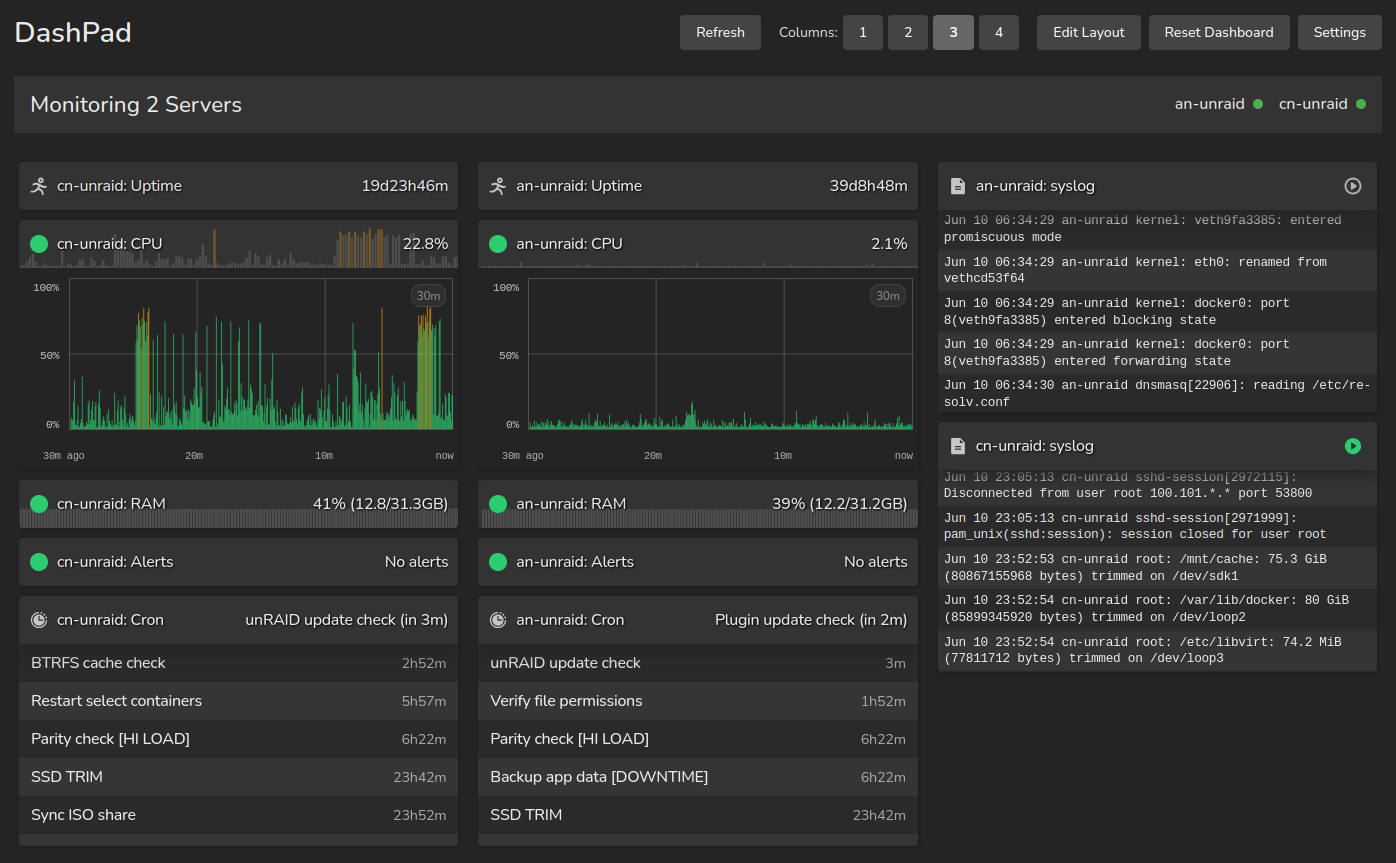 DashPad
Refresh
Columns:
1
2
3
4
Edit Layout
Reset Dashboard
Settings
Monitoring 2 Servers
an-unraid
cn-unraid
cn-unraid: Uptime
19d23h46m
cn-unraid: CPU
22.8%
100%
50%
0%
30m
30m ago
20m
10m
now
cn-unraid: RAM
41% (12.8/31.3GB)
cn-unraid: Alerts
No alerts
cn-unraid: Cron
unRAID update check (in 3m)
BTRFS cache check
2h52m
Restart select containers
5h57m
Parity check [HI LOAD]
6h22m
SSD TRIM
23h42m
Sync ISO share
23h52m
an-unraid: Uptime
39d8h48m
an-unraid: CPU
2.1%
100%
50%
0%
30m
30m ago
20m
10m
now
an-unraid: RAM
39% (12.2/31.2GB)
an-unraid: Alerts
No alerts
an-unraid: Cron
Plugin update check (in 2m)
unRAID update check
3m
Verify file permissions
1h52m
Parity check [HI LOAD]
6h22m
Backup app data [DOWNTIME]
6h22m
SSD TRIM
23h42m
an-unraid: syslog
Jun 10 06:34:29 an-unraid kernel: veth9fa3385: entered
promiscuous mode
Jun 10 06:34:29 an-unraid kernel: eth0: renamed from
vethcd53f64
Jun 10 06:34:29 an-unraid kernel: docker0: port
8(veth9fa3385) entered blocking state
Jun 10 06:34:29 an-unraid kernel: docker0: port
8(veth9fa3385) entered forwarding state
Jun 10 06:34:30 an-unraid dnsmasq[22906]: reading /etc/re-
solv.conf
cn-unraid: syslog
Jun 10 23:05:13 cn-unraid sshd-session[2972115]:
Disconnected from user root 100.101.*.* port 53800
Jun 10 23:05:13 cn-unraid sshd-session[2971999]:
pam_unix(sshd:session): session closed for user root
Jun 10 23:52:53 cn-unraid root: /mnt/cache: 75.3 GiB
(80867155968 bytes) trimmed on /dev/sdk1
Jun 10 23:52:54 cn-unraid root: /var/lib/docker: 80 GiB
(85899345920 bytes) trimmed on /dev/loop2
Jun 10 23:52:54 cn-unraid root: /etc/libvirt: 74.2 MiB
(77811712 bytes) trimmed on /dev/loop3